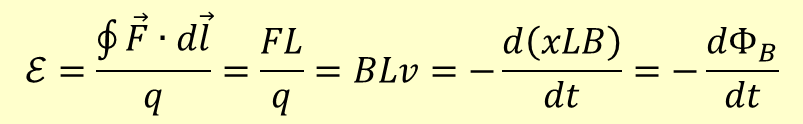 ℰ = ∮ F⃗ · dl⃗ / q = FL / q = BLv = − d(xLB) / dt = − dΦ_B / dt